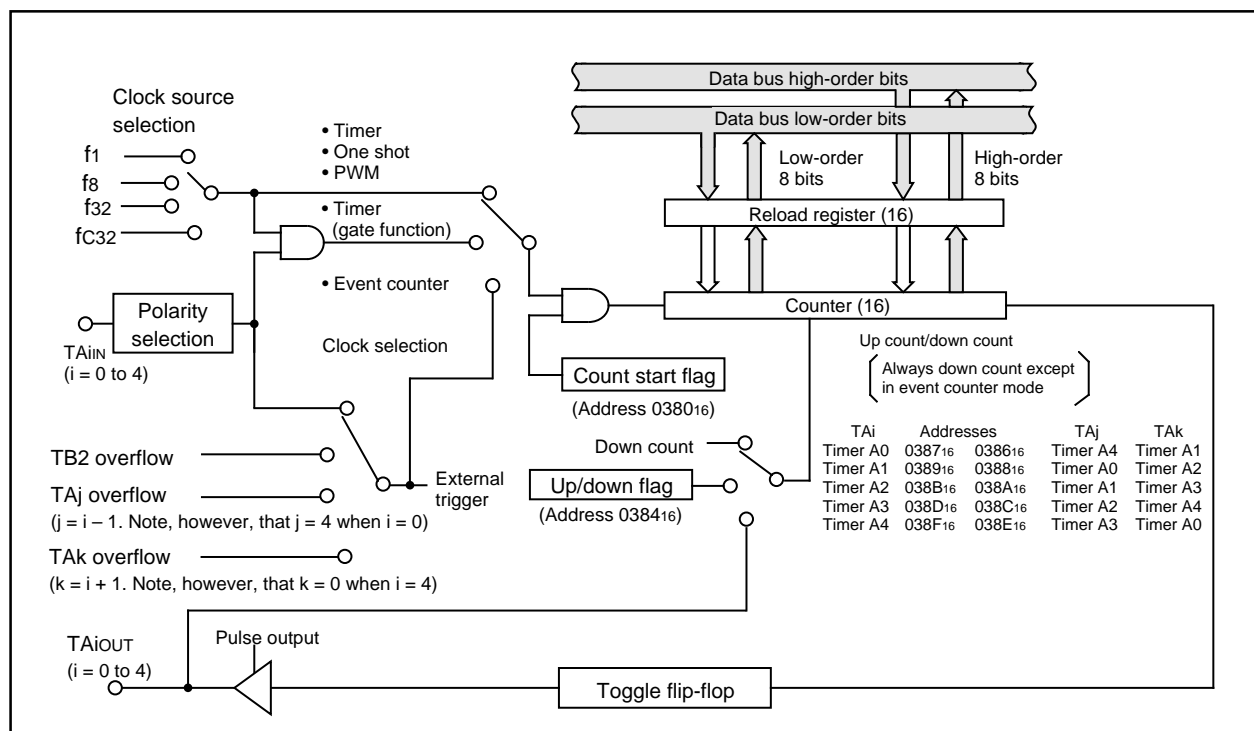 Data bus high-order bits
Data bus low-order bits
Clock source
selection
f1
f8
f32
fC32
• Timer
• One shot
• PWM
• Timer
(gate function)
• Event counter
Low-order
8 bits
High-order
8 bits
Reload register (16)
Counter (16)
Polarity
selection
TAiIN
(i = 0 to 4)
Clock selection
Up count/down count
Always down count except
in event counter mode
Count start flag
(Address 038016)
TB2 overflow
TAj overflow
(j = i – 1. Note, however, that j = 4 when i = 0)
TAk overflow
(k = i + 1. Note, however, that k = 0 when i = 4)
External
trigger
Down count
Up/down flag
(Address 038416)
TAi Addresses TAj TAk
Timer A0 038716 038616 Timer A4 Timer A1
Timer A1 038916 038816 Timer A0 Timer A2
Timer A2 038B16 038A16 Timer A1 Timer A3
Timer A3 038D16 038C16 Timer A2 Timer A4
Timer A4 038F16 038E16 Timer A3 Timer A0
TAiOUT
(i = 0 to 4)
Pulse output
Toggle flip-flop